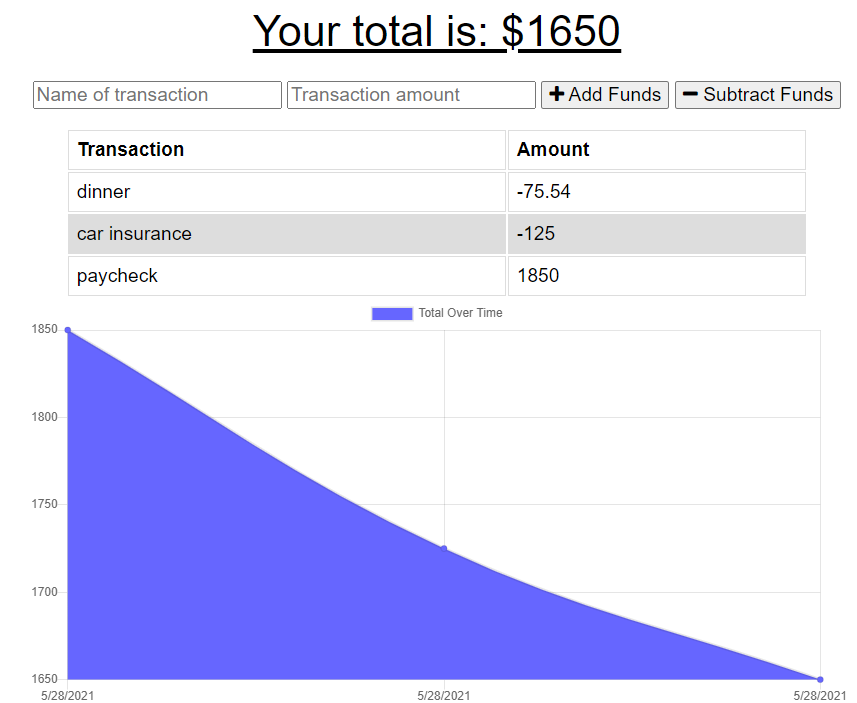 Your total is: $1650
Name of transaction Transaction amount Add Funds Subtract Funds
Transaction Amount
dinner -75.54
car insurance -125
paycheck 1850
Total Over Time
1850
1800
1750
1700
1650
5/28/2021 5/28/2021 5/28/2021